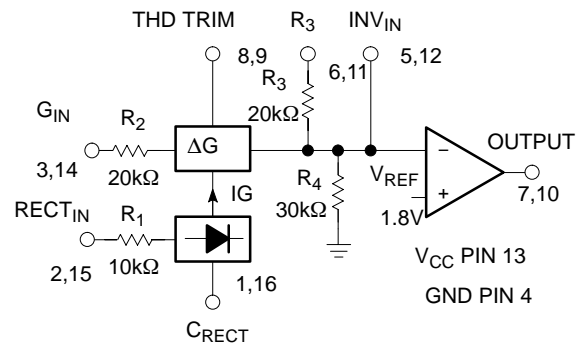 THD TRIM
R3
INVIN
8,9
6,11
5,12
R3
20kΩ
GIN
R2
ΔG
3,14
20kΩ
OUTPUT
−
VREF
+
1.8V
7,10
R4
30kΩ
IG
RECTIN
R1
2,15
10kΩ
1,16
VCC PIN 13
GND PIN 4
CRECT